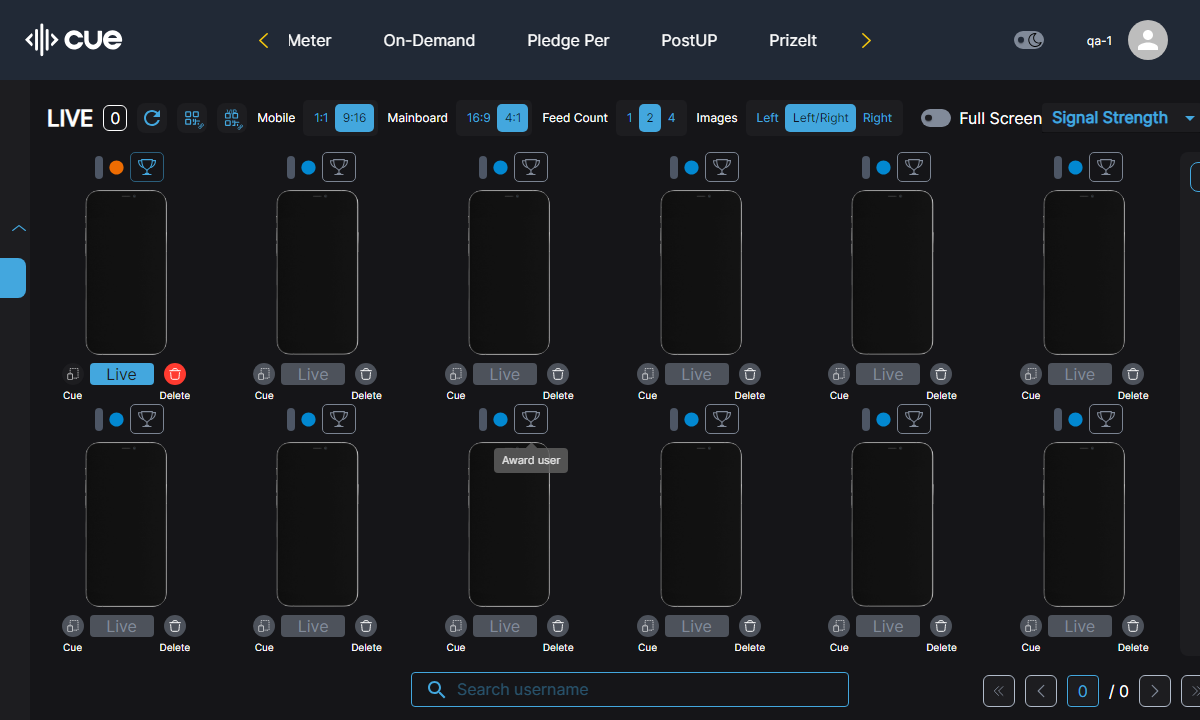 cue
Meter On-Demand Pledge Per PostUP PrizeIt
qa-1
LIVE 0 Mobile 1:1 9:16 Mainboard 16:9 4:1 Feed Count 1 2 4 Images Left Left/Right Right Full Screen Signal Strength
Live Live Live Live Live Live
Cue Delete Cue Delete Cue Delete Cue Delete Cue Delete Cue Delete
Award user
Live Live Live Live Live Live
Cue Delete Cue Delete Cue Delete Cue Delete Cue Delete Cue Delete
Search username
0 / 0